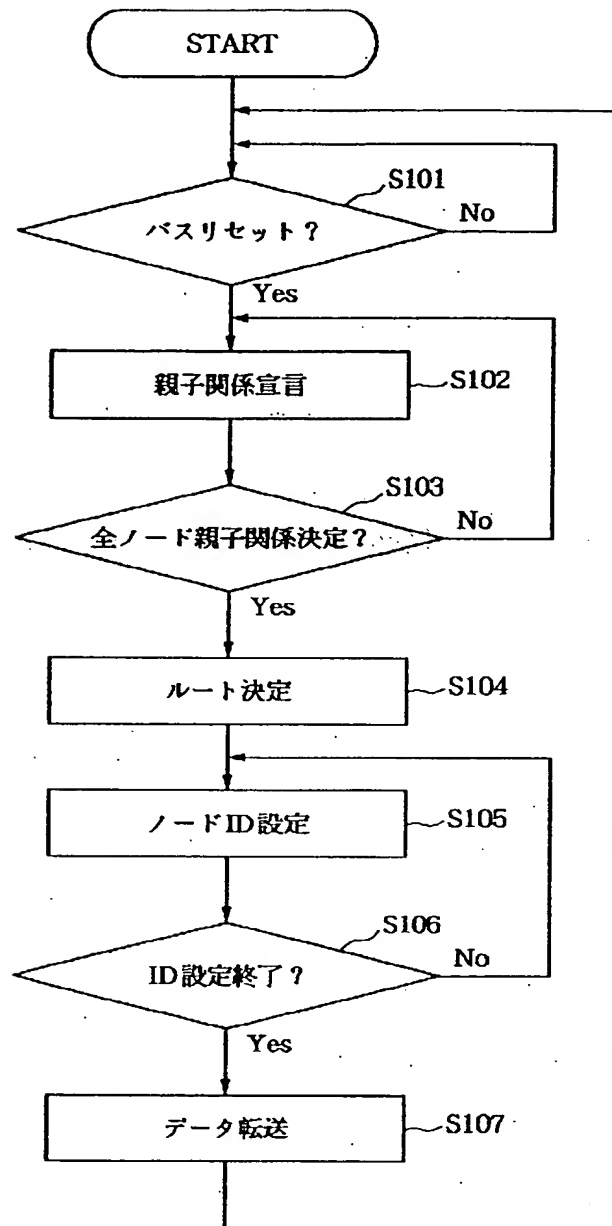 START
S101
バスリセット？
No
Yes
親子関係宣言
S102
S103
全ノード親子関係決定？
No
Yes
ルート決定
S104
ノードID設定
S105
S106
ID設定終了？
No
Yes
データ転送
S107